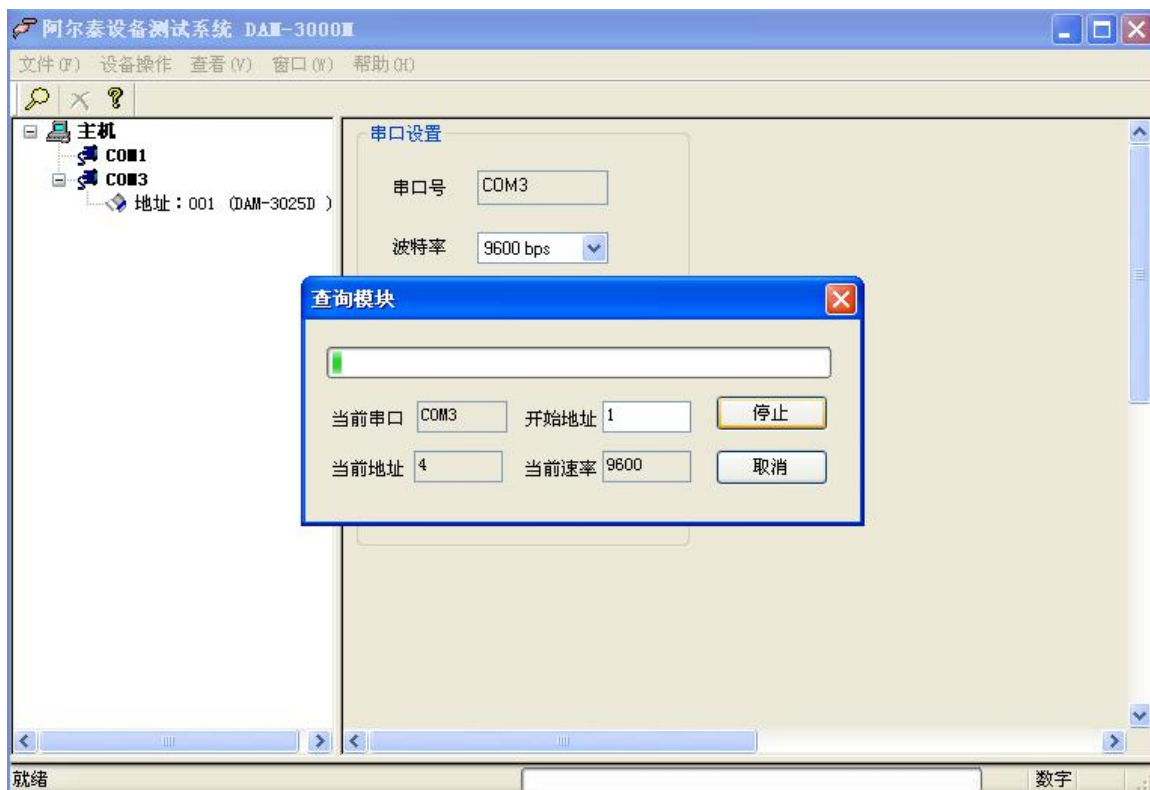 阿尔泰设备测试系统 DAM-3000M
文件(F) 设备操作 查看(V) 窗口(W) 帮助(H)
主机
COM1
COM3
地址：001 (DAM-3025D )
串口设置
串口号 COM3
波特率 9600 bps
查询模块
当前串口 COM3 开始地址 1 停止
当前地址 4 当前速率 9600 取消
就绪 数字